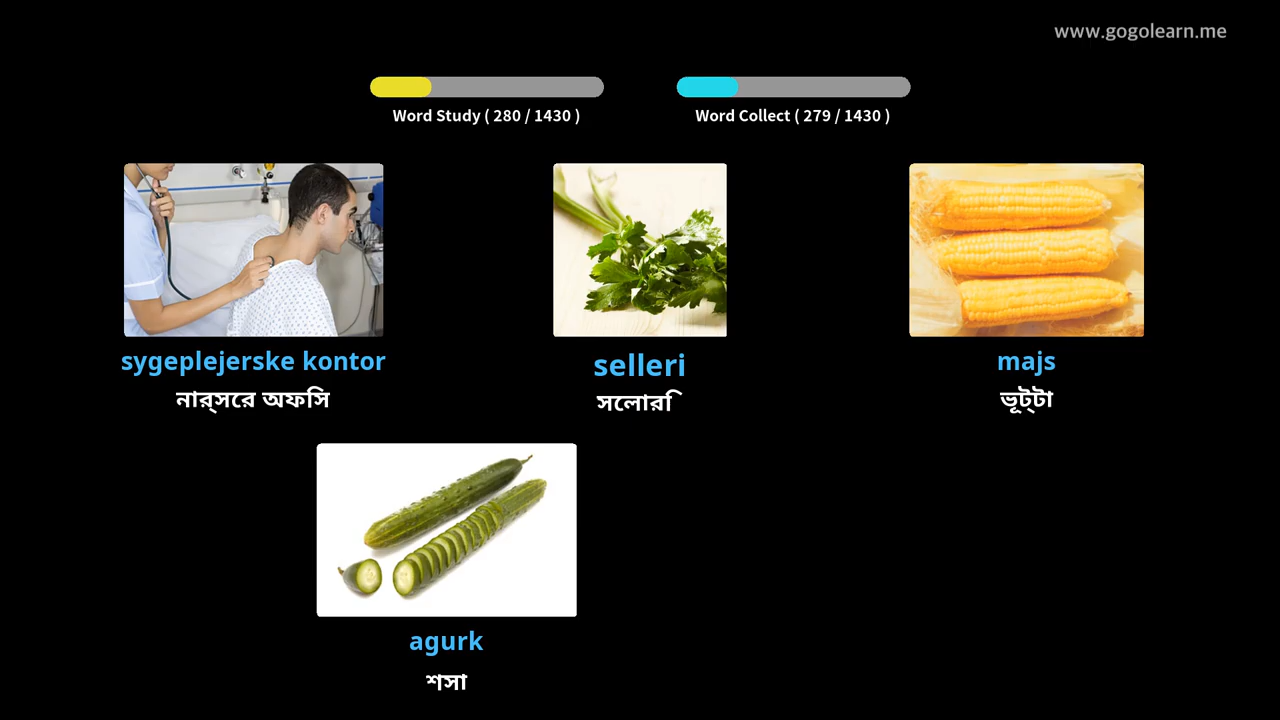 www.gogolearn.me
Word Study ( 280 / 1430 )
Word Collect ( 279 / 1430 )
sygeplejerske kontor
নার্সের অফিস
selleri
সেলোরি
majs
ভূট্টা
agurk
শসা